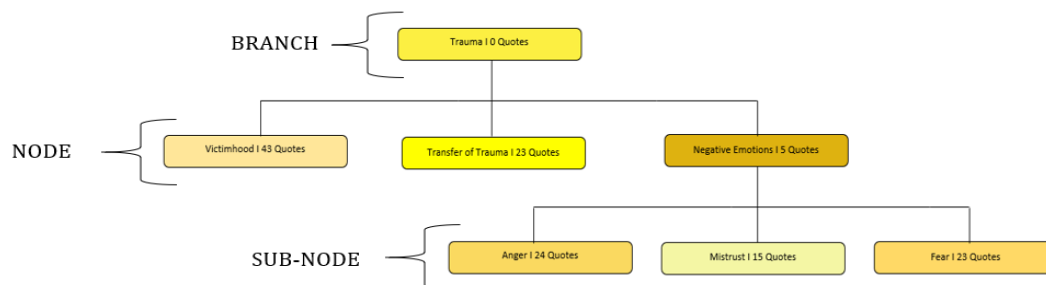 BRANCH
Trauma I 0 Quotes
NODE
Victimhood I 43 Quotes
Transfer of Trauma I 23 Quotes
Negative Emotions I 5 Quotes
SUB-NODE
Anger I 24 Quotes
Mistrust I 15 Quotes
Fear I 23 Quotes